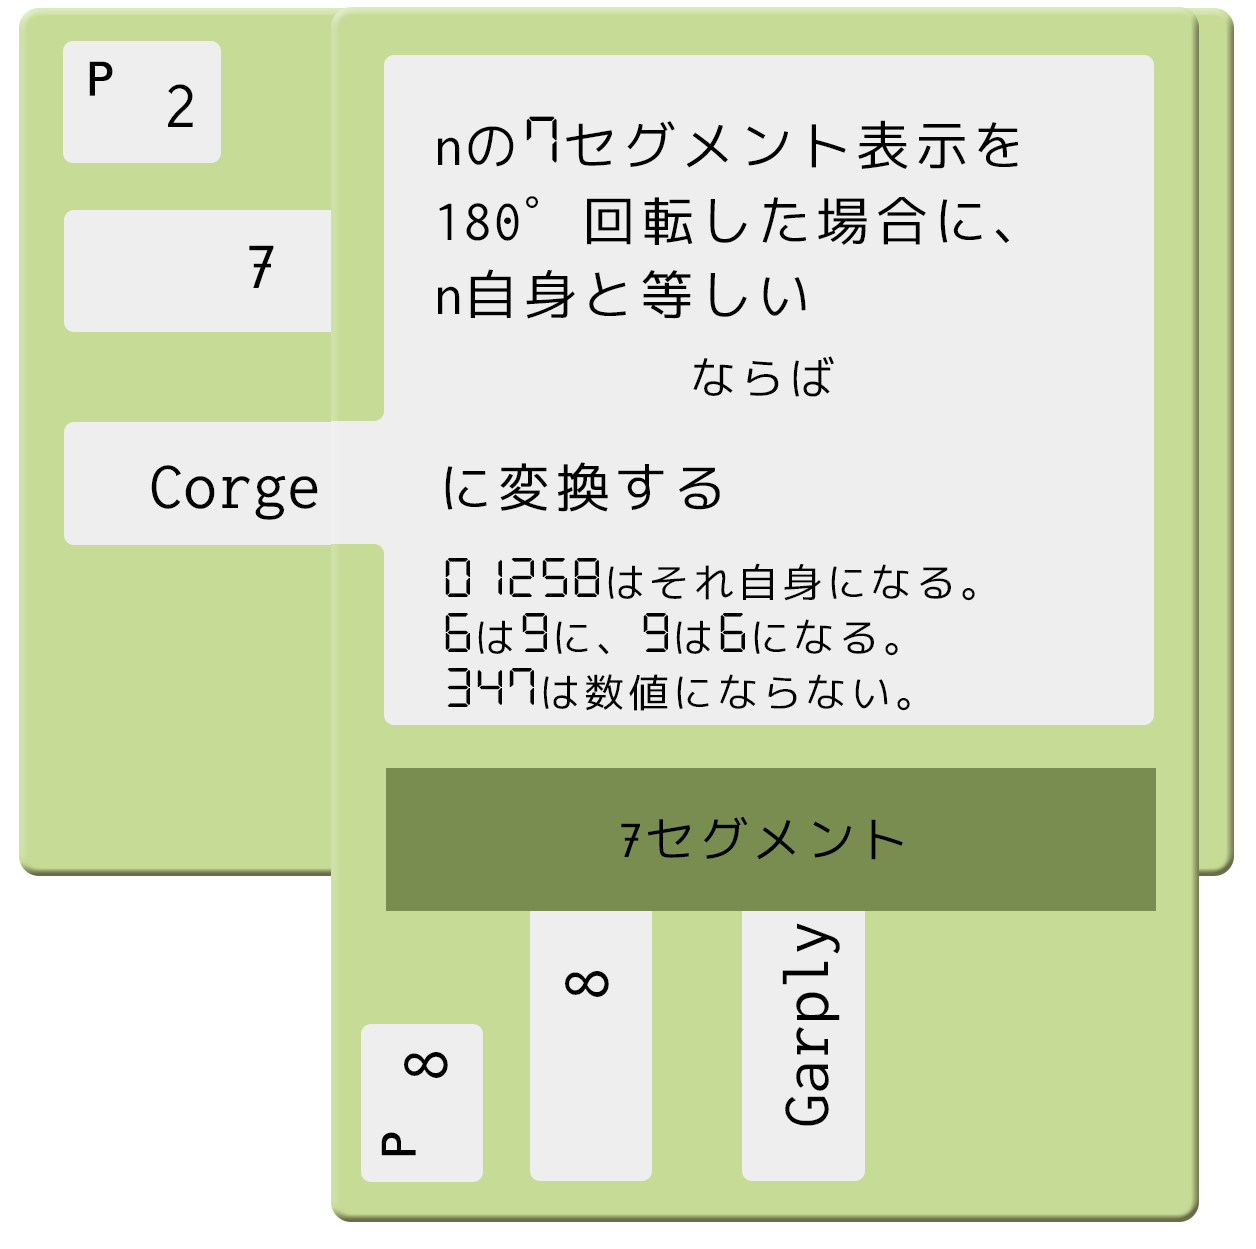 P 2
7
Corge
nの7セグメント表示を
180°回転した場合に、
n自身と等しい
ならば
に変換する
01258はそれ自身になる。
6は9に、9は6になる。
347は数値にならない。
7セグメント
P 8
8
Garply